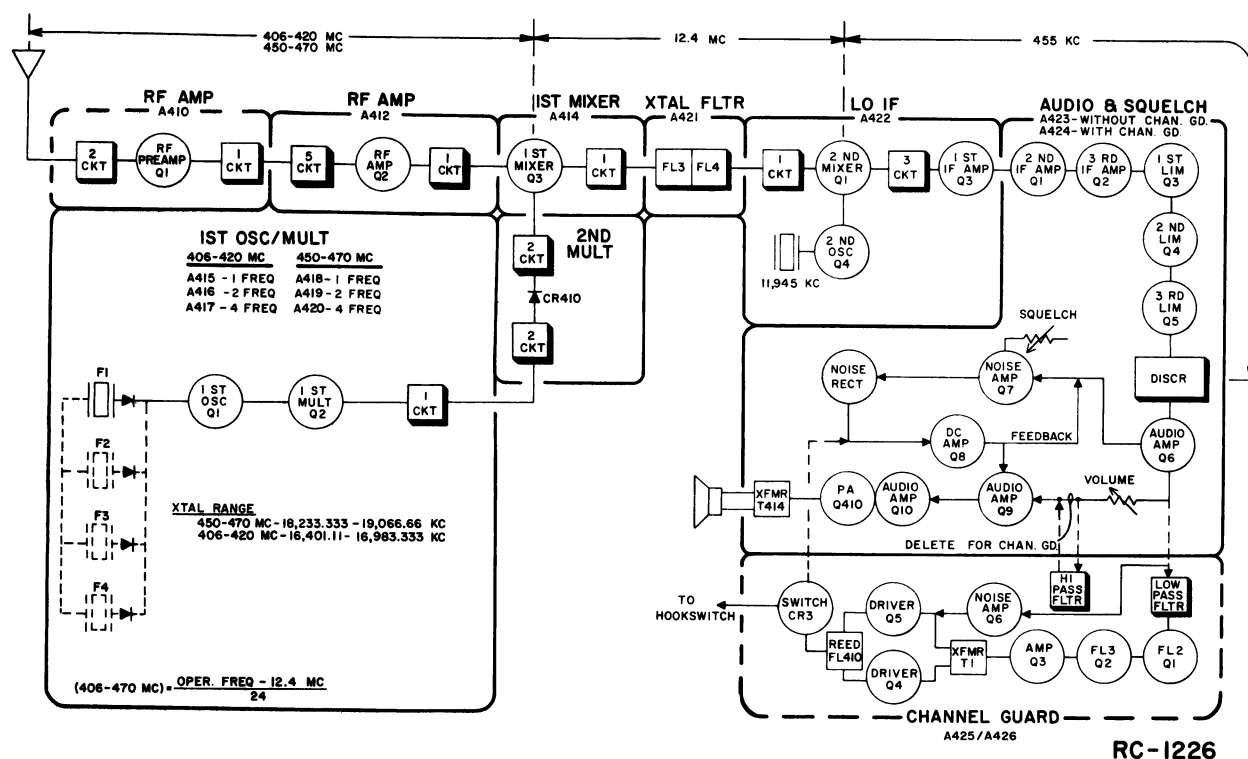 406-420 MC
450-470 MC
12.4 MC
455 KC
RF AMP
A410
RF AMP
A412
IST MIXER
A414
XTAL FLTR
A421
LO IF
A422
AUDIO & SQUELCH
A423-WITHOUT CHAN. GD.
A424-WITH CHAN. GD.
2
CKT
RF
PREAMP
Q1
1
CKT
5
CKT
RF
AMP
Q2
1
CKT
1 ST
MIXER
Q3
1
CKT
FL3 FL4
1
CKT
2 ND
MIXER
Q1
3
CKT
1 ST
IF AMP
Q3
2 ND
IF AMP
Q1
3 RD
IF AMP
Q2
1 ST
LIM
Q3
IST OSC/MULT
406-420 MC 450-470 MC
A415 - 1 FREQ A418 - 1 FREQ
A416 - 2 FREQ A419 - 2 FREQ
A417 - 4 FREQ A420 - 4 FREQ
2
CKT
2ND
MULT
CR410
2
CKT
2 ND
OSC
Q4
11,945 KC
2 ND
LIM
Q4
3 RD
LIM
Q5
SQUELCH
F1
1 ST
OSC
Q1
1 ST
MULT
Q2
1
CKT
NOISE
RECT
NOISE
AMP
Q7
DISCR
F2
DC
AMP
Q8
FEEDBACK
AUDIO
AMP
Q6
XFMR
T414
PA
Q410
AUDIO
AMP
Q10
AUDIO
AMP
Q9
VOLUME
XTAL RANGE
450-470 MC-18,233.333 - 19,066.66 KC
406-420 MC-16,401.11 - 16,983.333 KC
F3
DELETE FOR CHAN. GD.
F4
TO
HOOKSWITCH
SWITCH
CR3
DRIVER
Q5
NOISE
AMP
Q6
HI
PASS
FLTR
LOW
PASS
FLTR
REED
FL410
DRIVER
Q4
XFMR
T1
AMP
Q3
FL3
Q2
FL2
Q1
(406-470 MC) = OPER. FREQ - 12.4 MC
24
CHANNEL GUARD
A425/A426
RC-1226